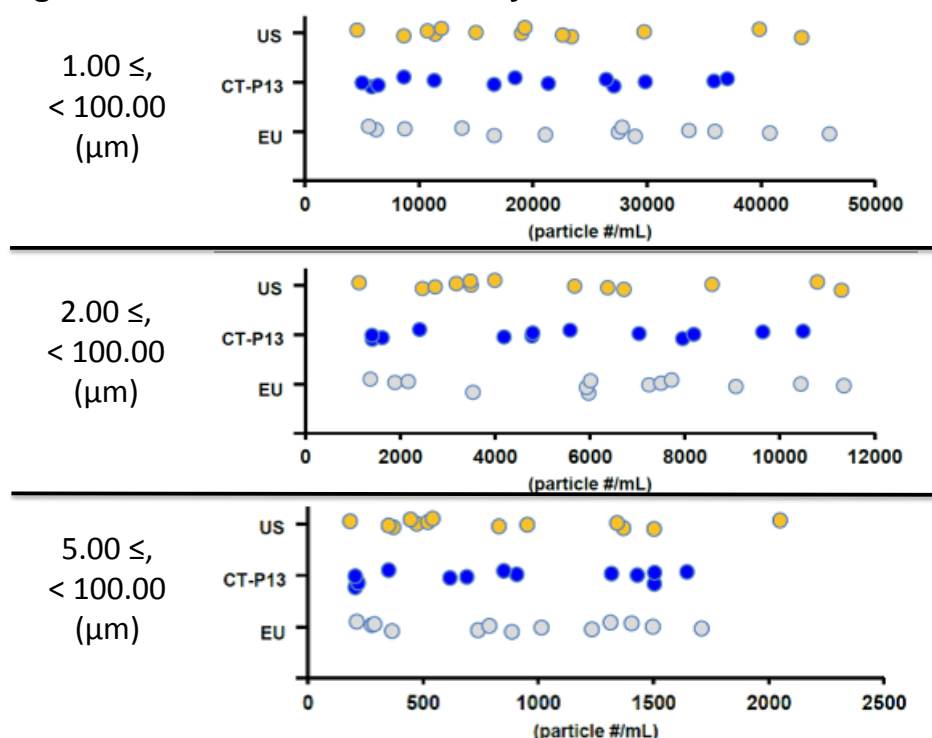 1.00 ≤,
< 100.00
(µm)
US
CT-P13
EU
0 10000 20000 30000 40000 50000
(particle #/mL)
2.00 ≤,
< 100.00
(µm)
US
CT-P13
EU
0 2000 4000 6000 8000 10000 12000
(particle #/mL)
5.00 ≤,
< 100.00
(µm)
US
CT-P13
EU
0 500 1000 1500 2000 2500
(particle #/mL)